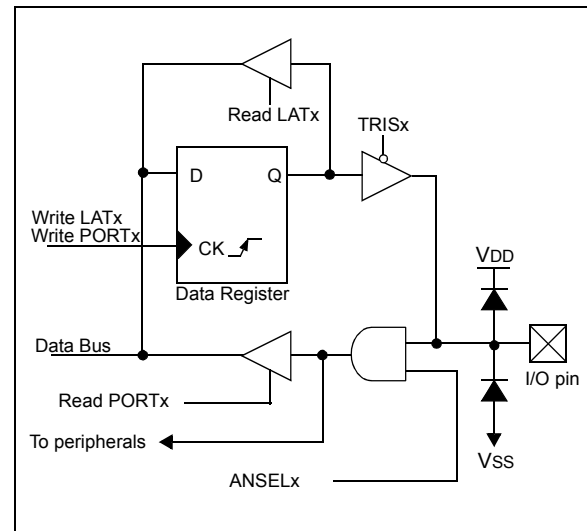 Read LATx
TRISx
D
Q
Write LATx
Write PORTx
CK
Data Register
VDD
Data Bus
I/O pin
Read PORTx
To peripherals
VSS
ANSELx